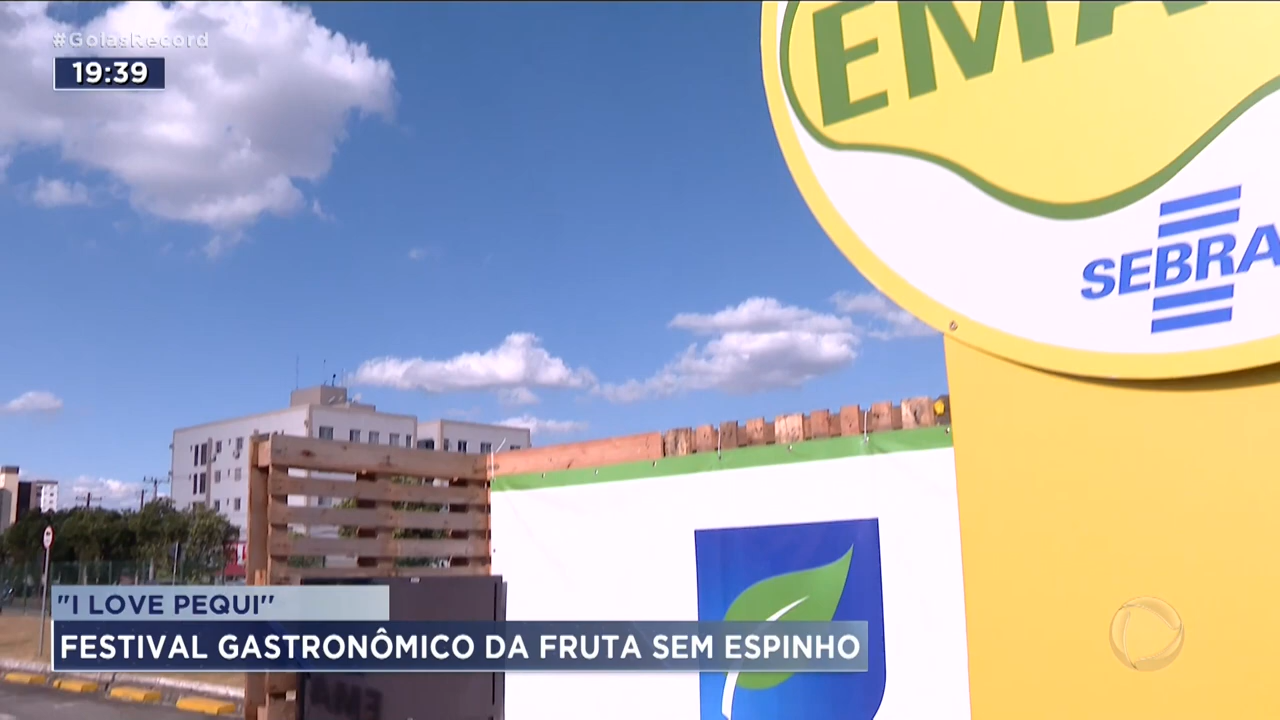 #GoiasRecord
19:39
EMA
SEBRA
"I LOVE PEQUI"
FESTIVAL GASTRONÔMICO DA FRUTA SEM ESPINHO